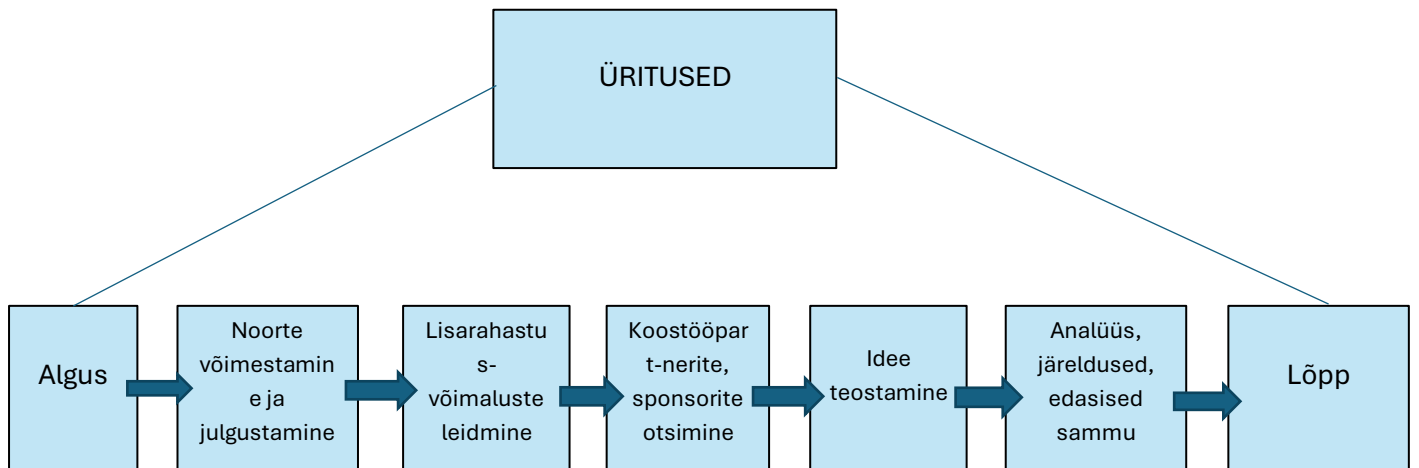 ÜRITUSED
Algus
Noorte
võimestamin
e ja
julgustamine
Lisarahastu
s-
võimaluste
leidmine
Koostööpar
t-nerite,
sponsorite
otsimine
Idee
teostamine
Analüüs,
järeldused,
edasised
sammu
Lõpp